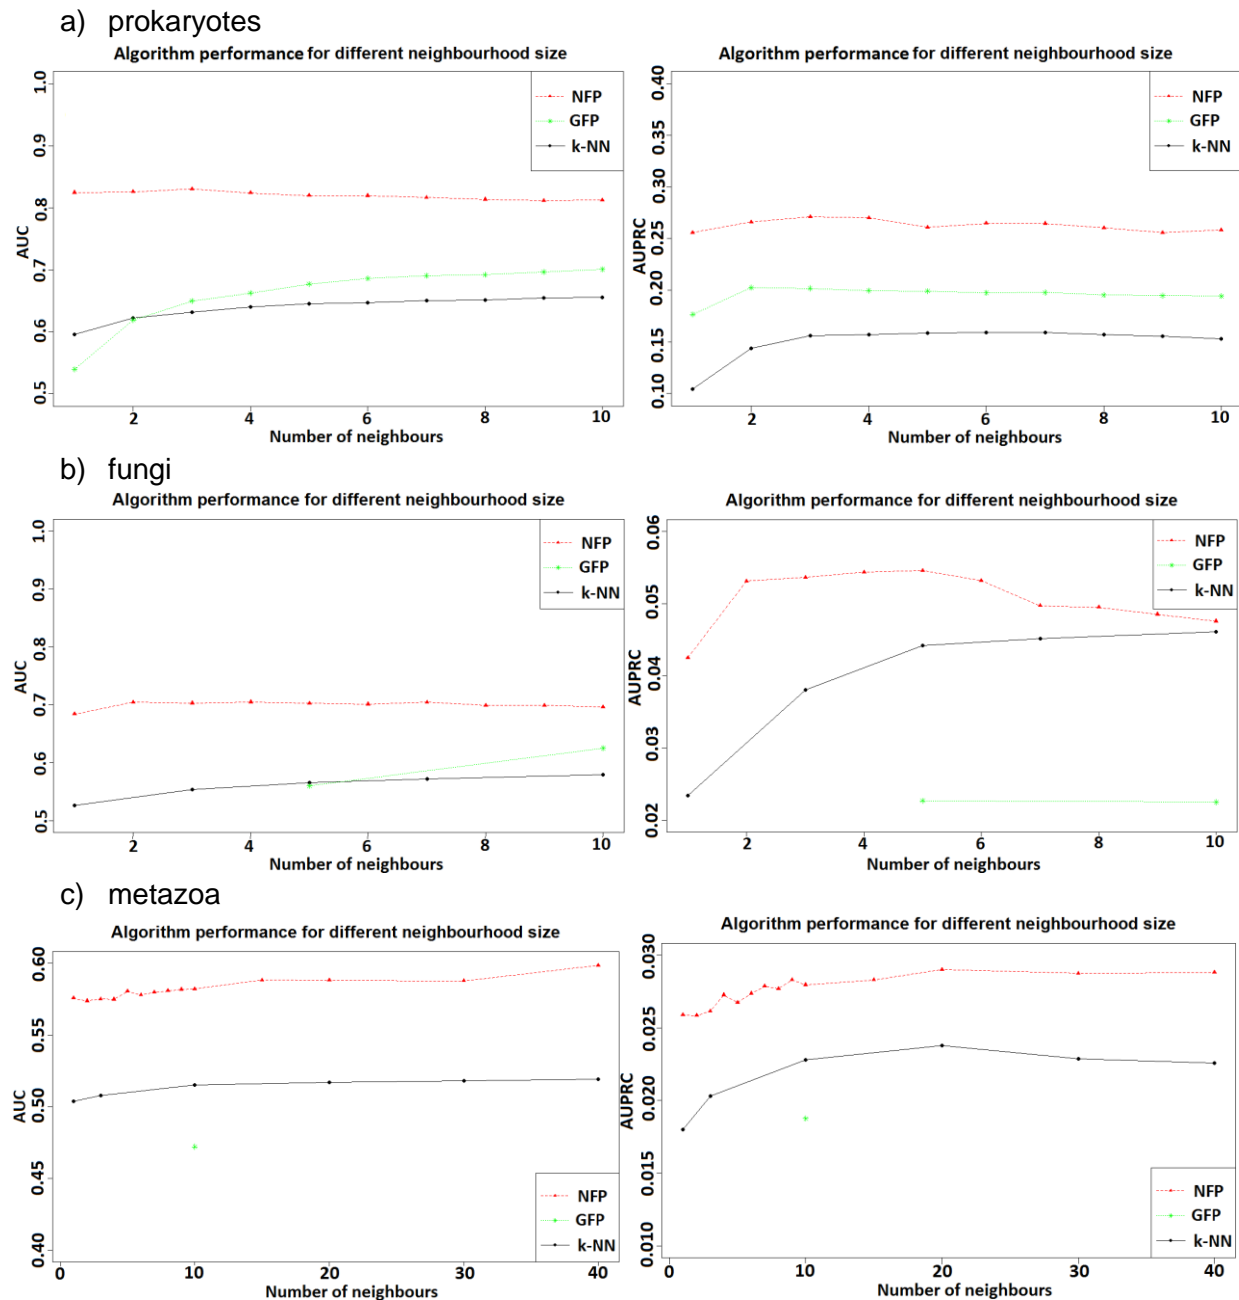 a) prokaryotes
Algorithm performance for different neighbourhood size
AUC
0.5 0.6 0.7 0.8 0.9 1.0
NFP
GFP
k-NN
2 4 6 8 10
Number of neighbours
Algorithm performance for different neighbourhood size
AUPRC
0.10 0.15 0.20 0.25 0.30 0.35 0.40
NFP
GFP
k-NN
2 4 6 8 10
Number of neighbours
b) fungi
Algorithm performance for different neighbourhood size
AUC
0.5 0.6 0.7 0.8 0.9 1.0
NFP
GFP
k-NN
2 4 6 8 10
Number of neighbours
Algorithm performance for different neighbourhood size
AUPRC
0.02 0.03 0.04 0.05 0.06
NFP
GFP
k-NN
2 4 6 8 10
Number of neighbours
c) metazoa
Algorithm performance for different neighbourhood size
AUC
0.40 0.45 0.50 0.55 0.60
NFP
GFP
k-NN
0 10 20 30 40
Number of neighbours
Algorithm performance for different neighbourhood size
AUPRC
0.010 0.015 0.020 0.025 0.030
NFP
GFP
k-NN
0 10 20 30 40
Number of neighbours